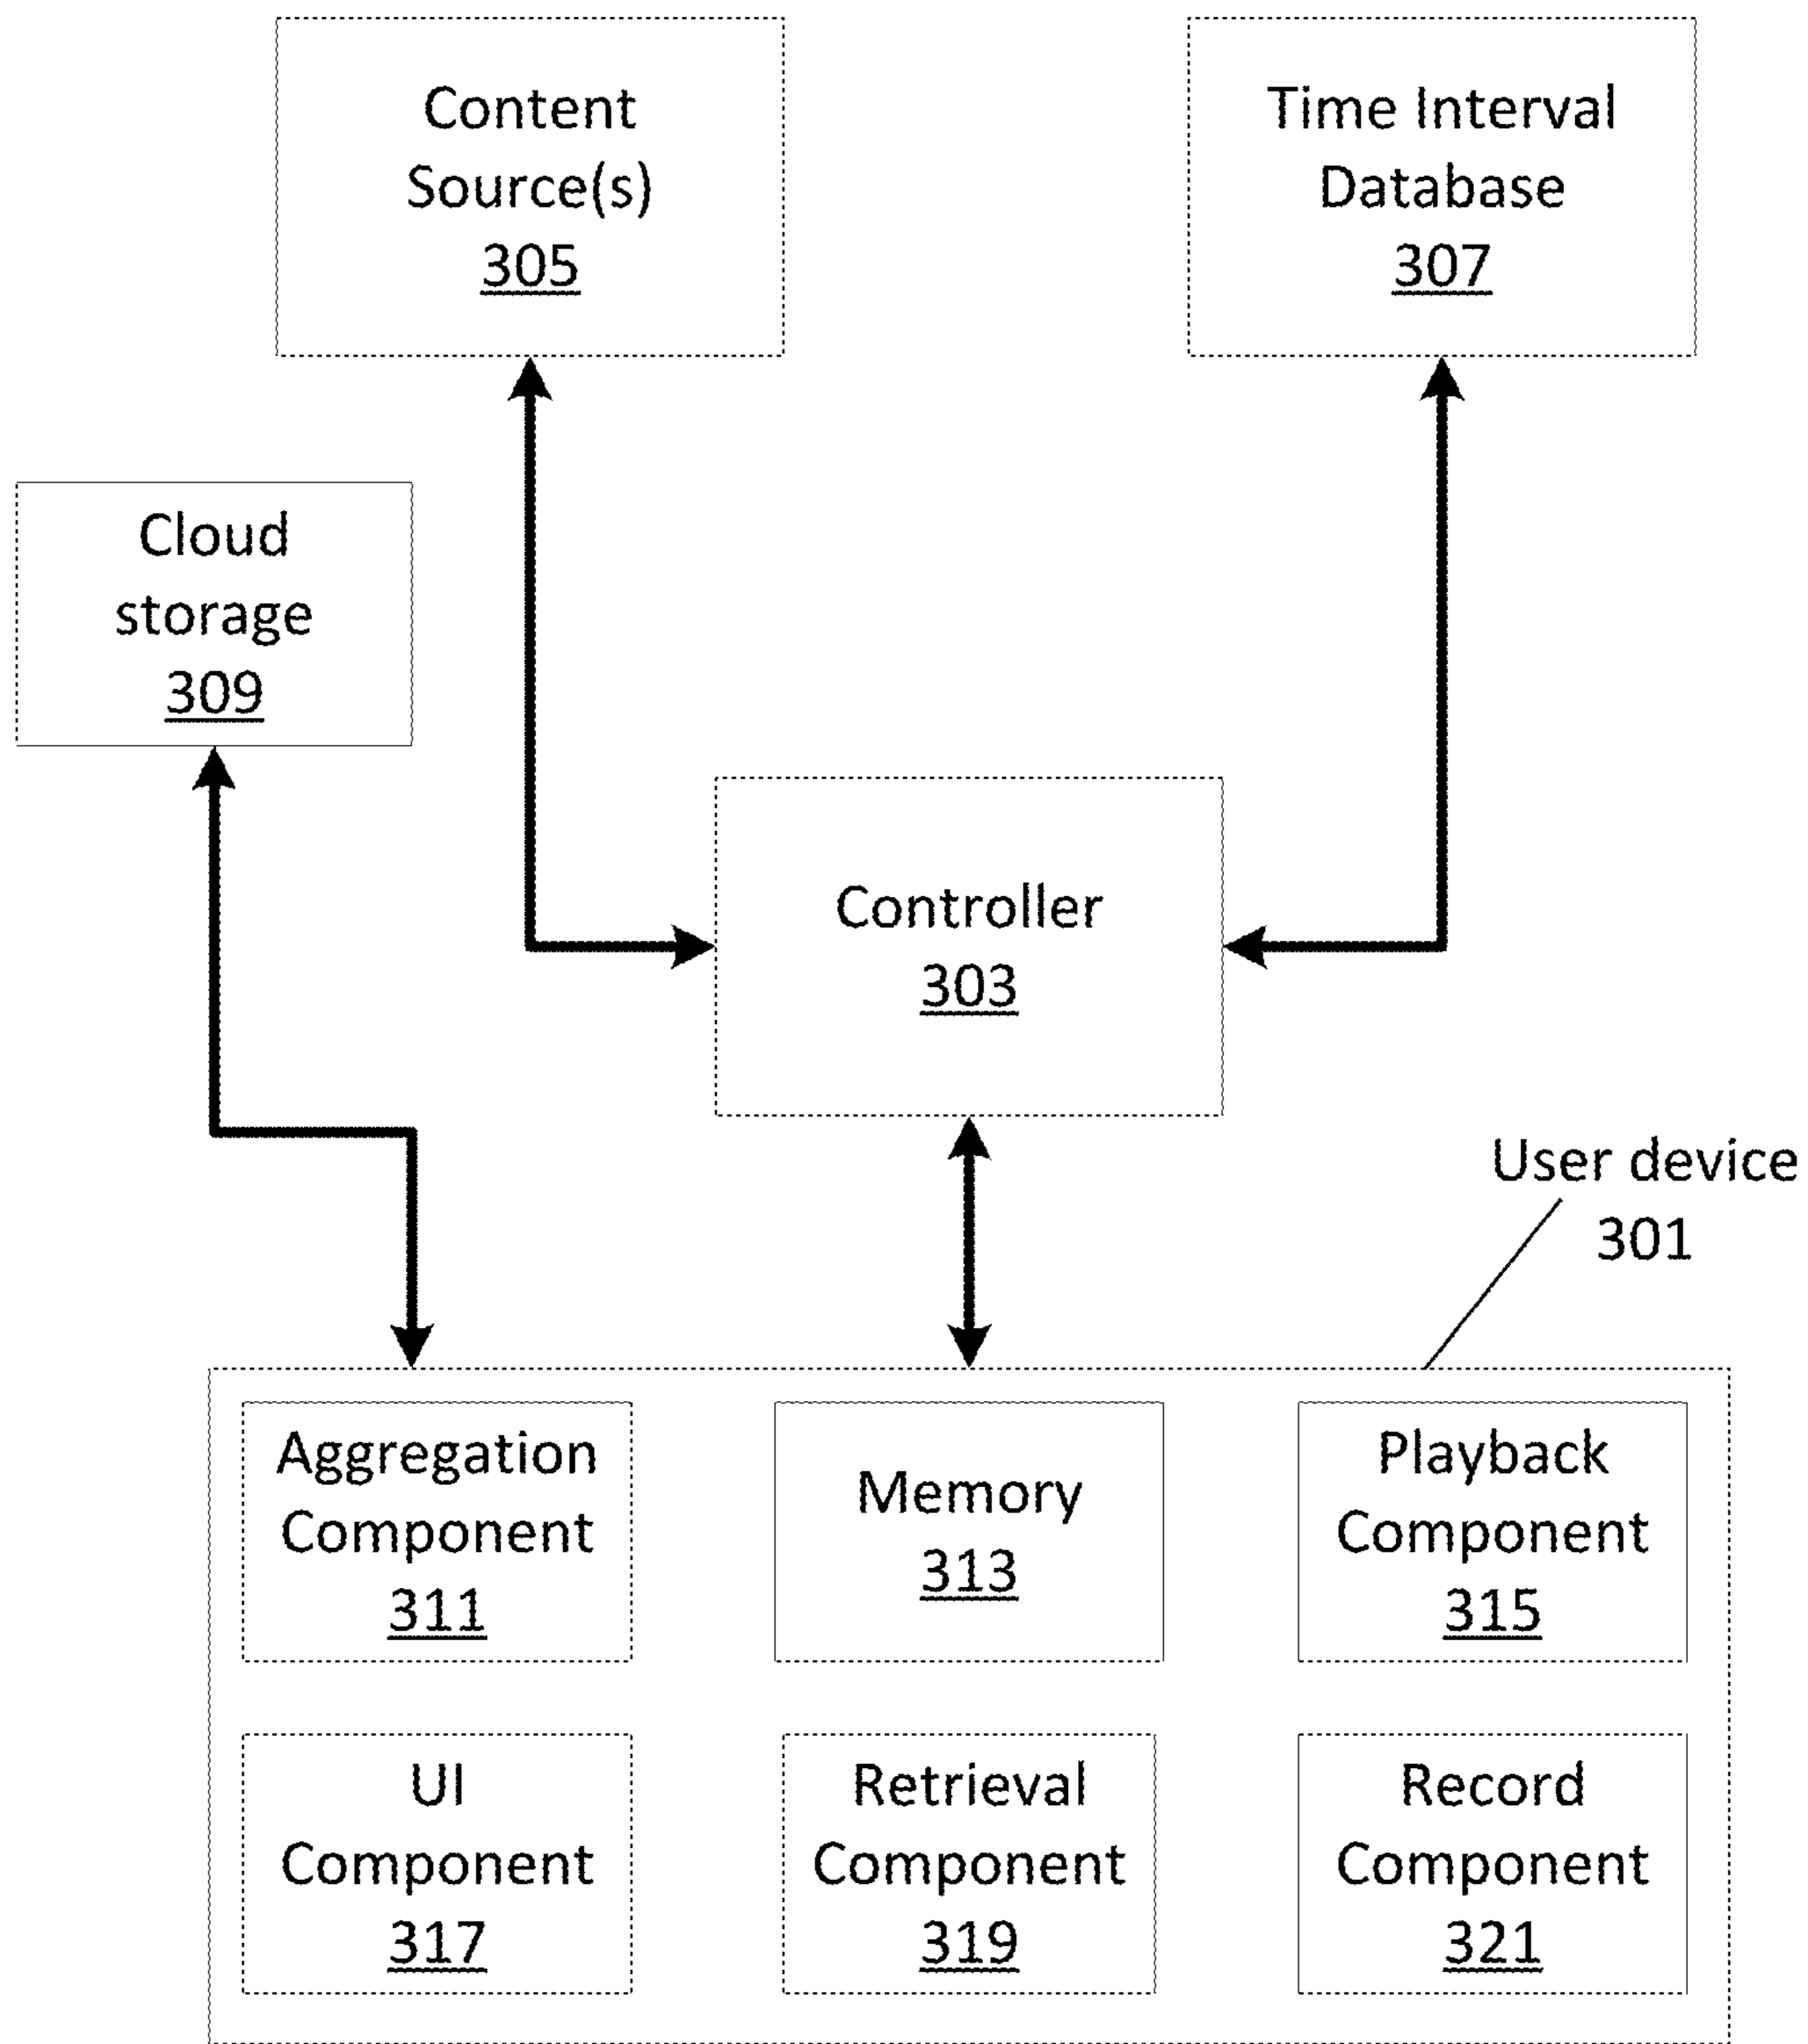 Content
Source(s)
305
Time Interval
Database
307
Cloud
storage
309
Controller
303
User device
301
Aggregation
Component
311
Memory
313
Playback
Component
315
UI
Component
317
Retrieval
Component
319
Record
Component
321